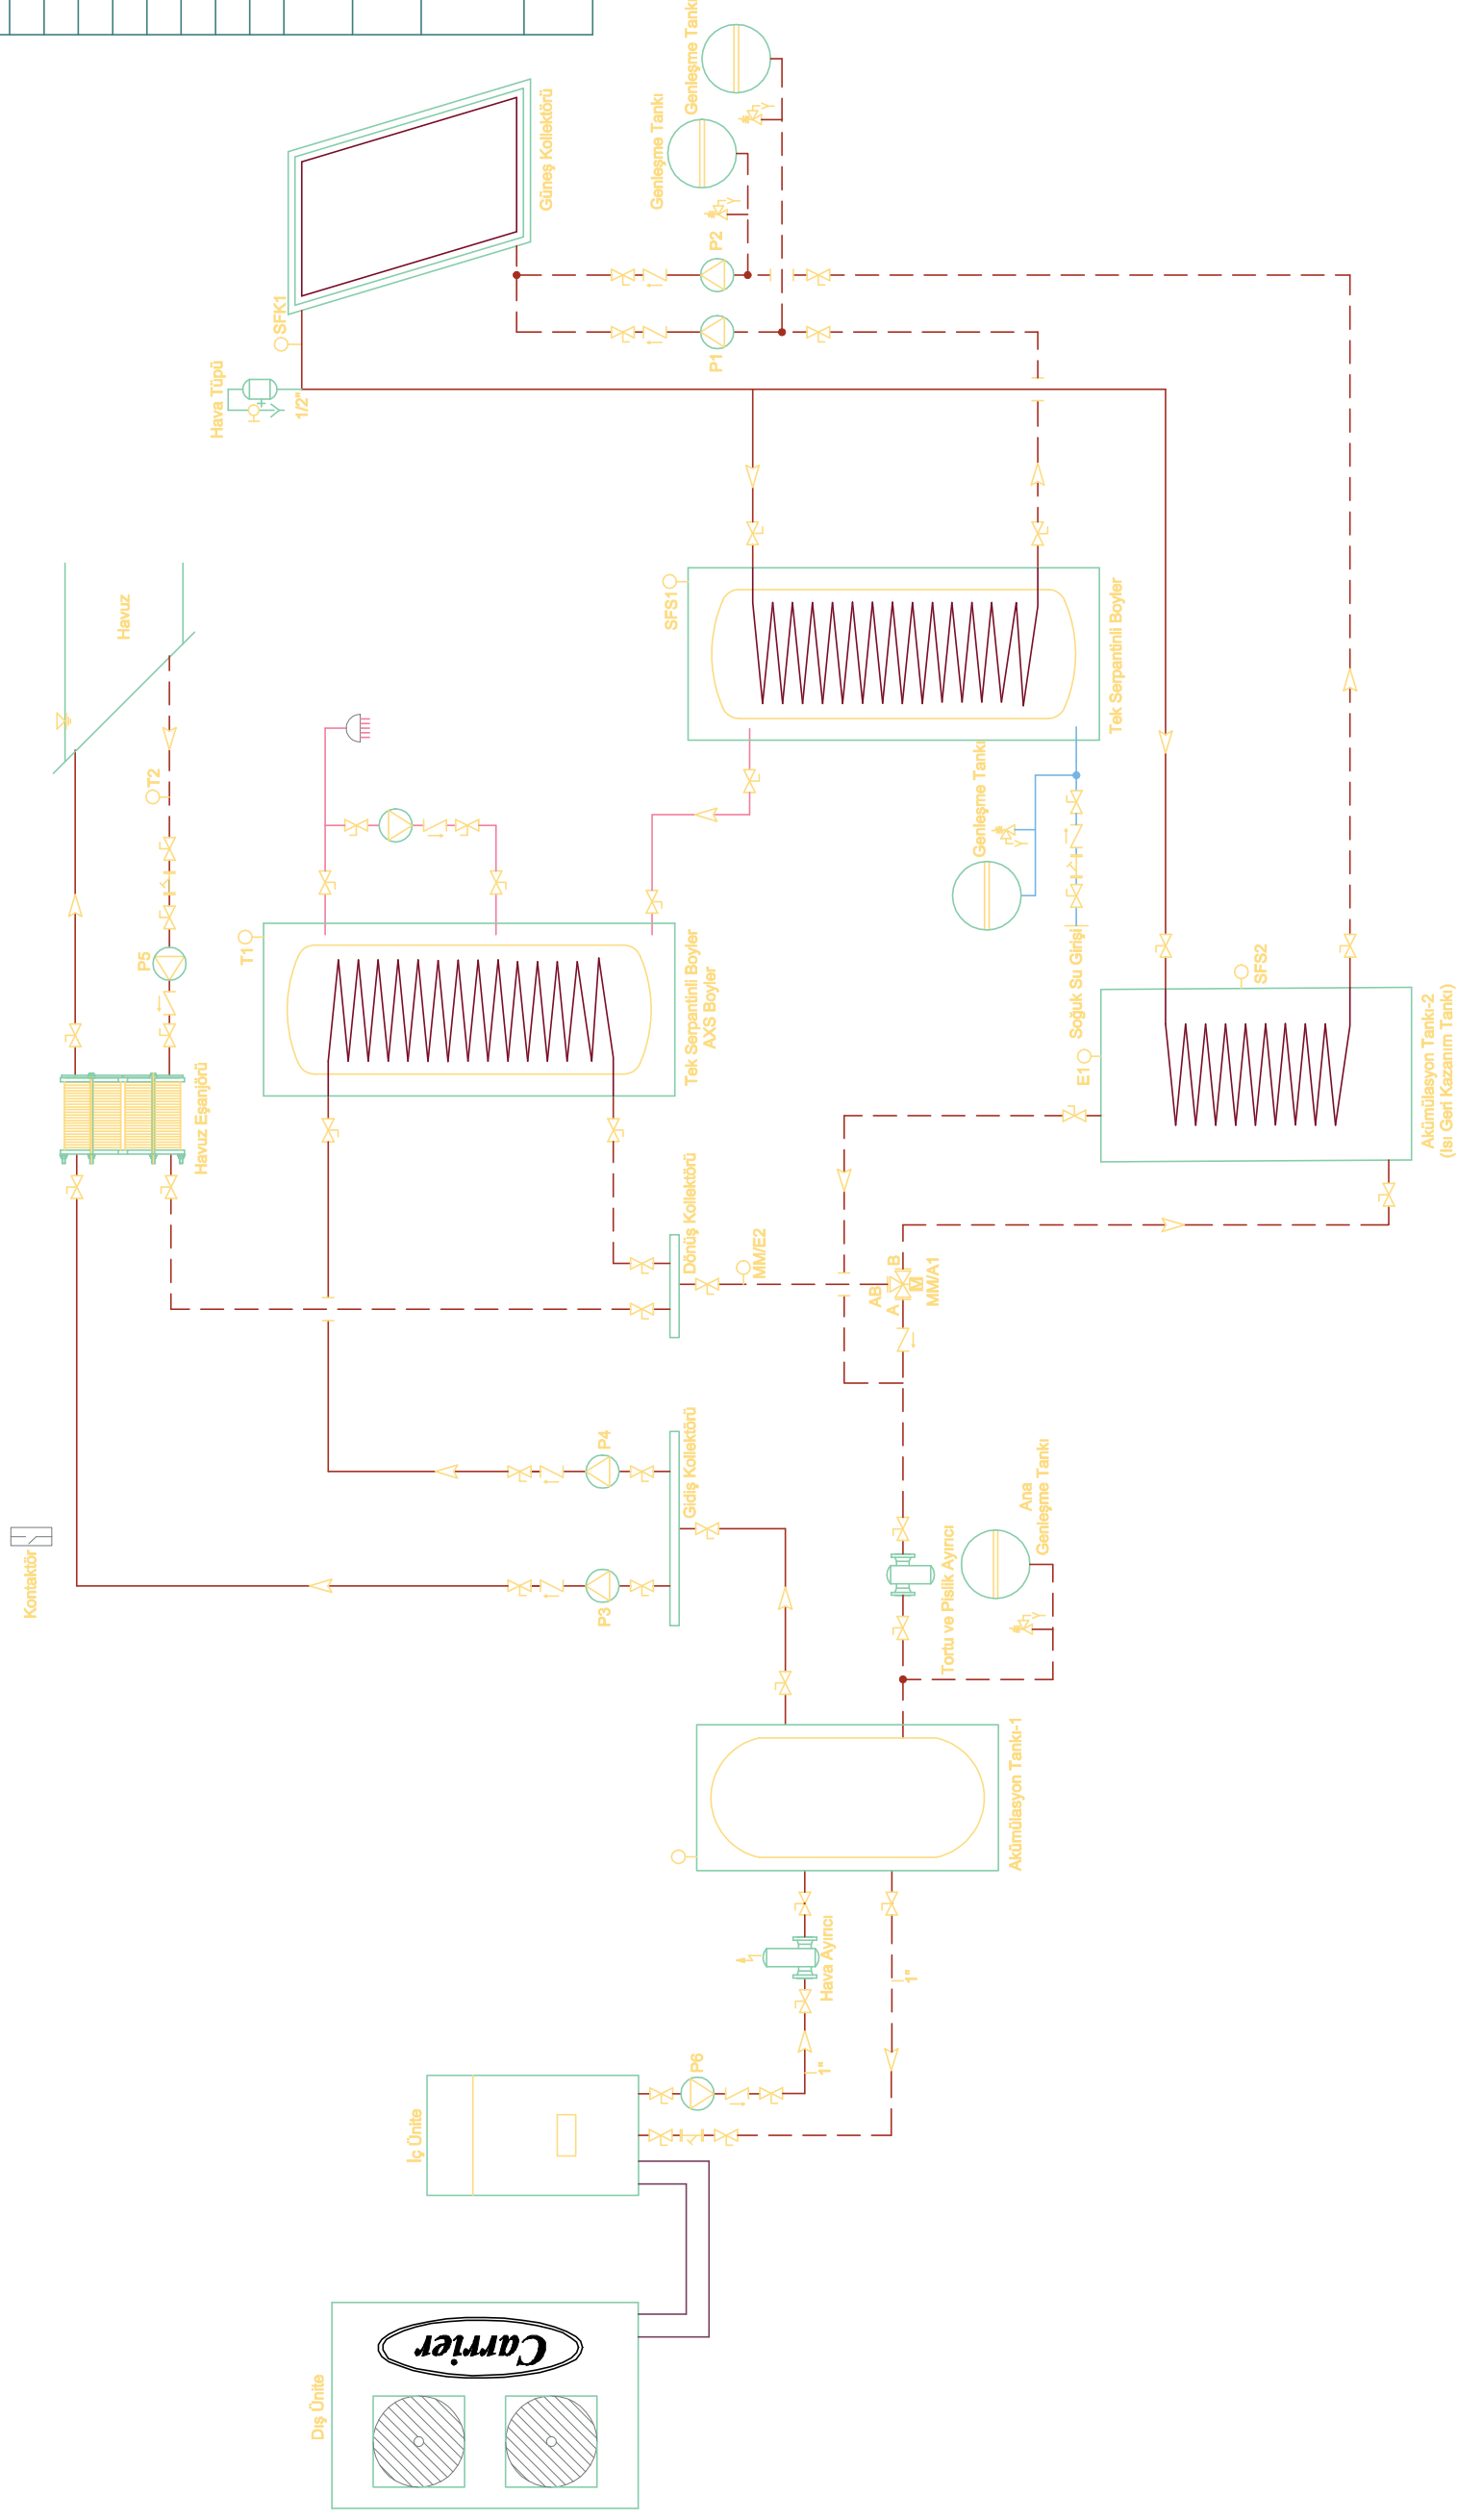 Güneş Kollektörü
Genleşme Tankı
Genleşme Tankı
P2
P1
SFK1
Hava Tüpü
1/2"
Havuz
T2
P5
Havuz Eşanjörü
SFS1
Tek Serpantinli Boyler
Genleşme Tankı
Soğuk Su Girişi
T1
Tek Serpantinli Boyler
AXS Boyler
SFS2
E1
Akümülasyon Tankı-2
(Isı Geri Kazanım Tankı)
Dönüş Kollektörü
MM/E2
AB
B
A
M
MM/A1
P4
Gidiş Kollektörü
P3
Kontaktör
Ana
Genleşme Tankı
Tortu ve Pislik Ayırıcı
Akümülasyon Tankı-1
Hava Ayırıcı
1"
1"
P6
İç Ünite
Carrier
Dış Ünite